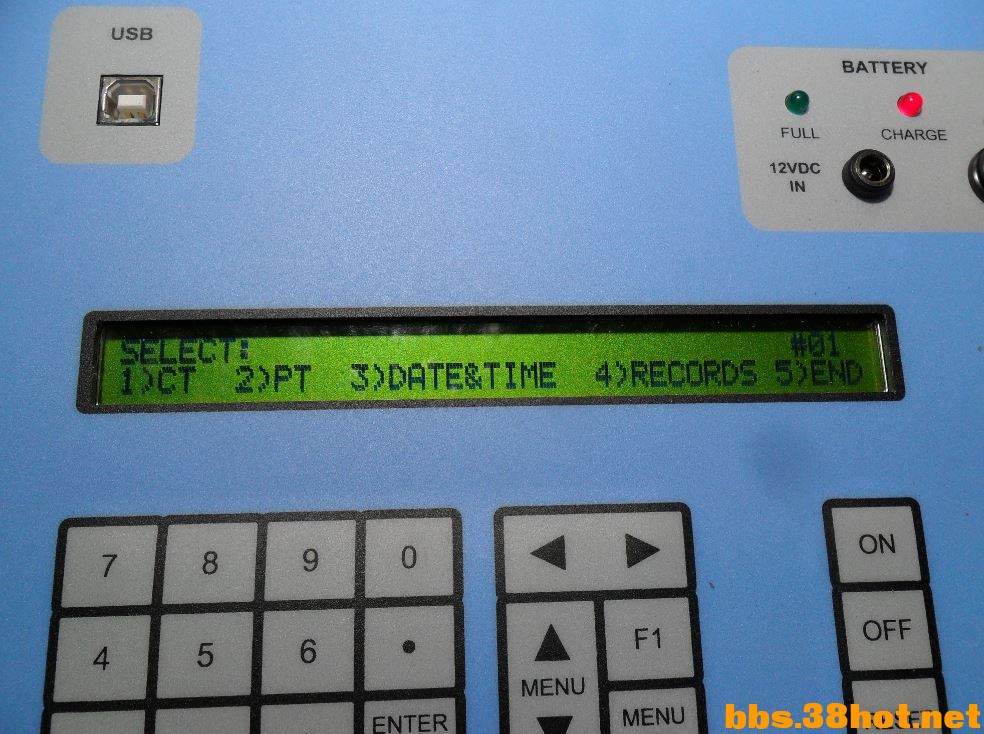 USB
BATTERY
FULL CHARGE
12VDC
IN
SELECT: #01
1)CT 2)PT 3)DATE&TIME 4)RECORDS 5)END
7 8 9 0
ON
4 5 6 . F1 OFF
MENU
ENTER MENU
bbs.38hot.net